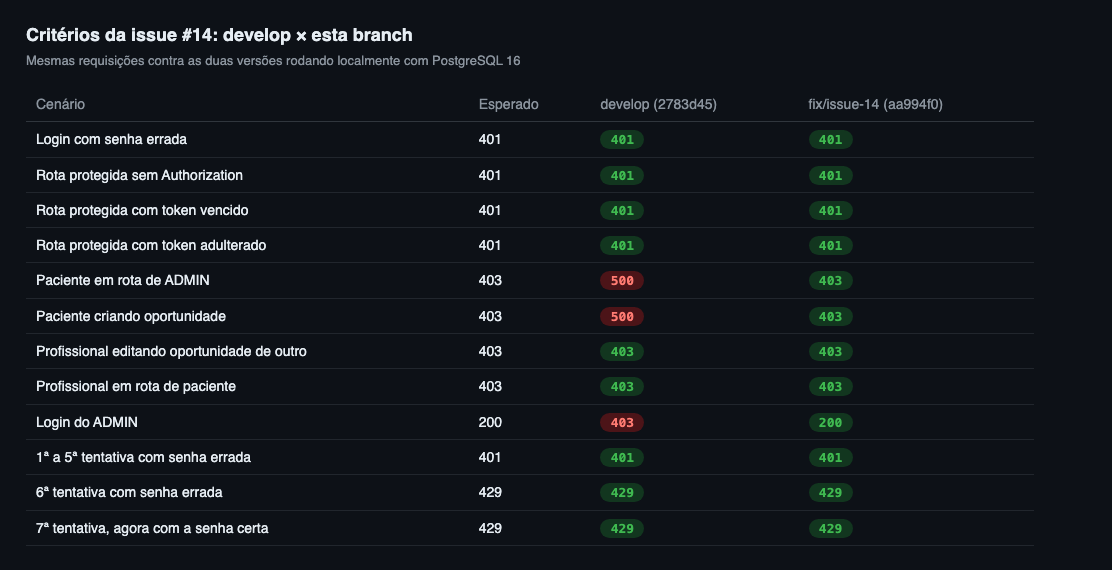 Critérios da issue #14: develop × esta branch
Mesmas requisições contra as duas versões rodando localmente com PostgreSQL 16
Cenário Esperado develop (2783d45) fix/issue-14 (aa994f0)
Login com senha errada 401 401 401
Rota protegida sem Authorization 401 401 401
Rota protegida com token vencido 401 401 401
Rota protegida com token adulterado 401 401 401
Paciente em rota de ADMIN 403 500 403
Paciente criando oportunidade 403 500 403
Profissional editando oportunidade de outro 403 403 403
Profissional em rota de paciente 403 403 403
Login do ADMIN 200 403 200
1ª a 5ª tentativa com senha errada 401 401 401
6ª tentativa com senha errada 429 429 429
7ª tentativa, agora com a senha certa 429 429 429